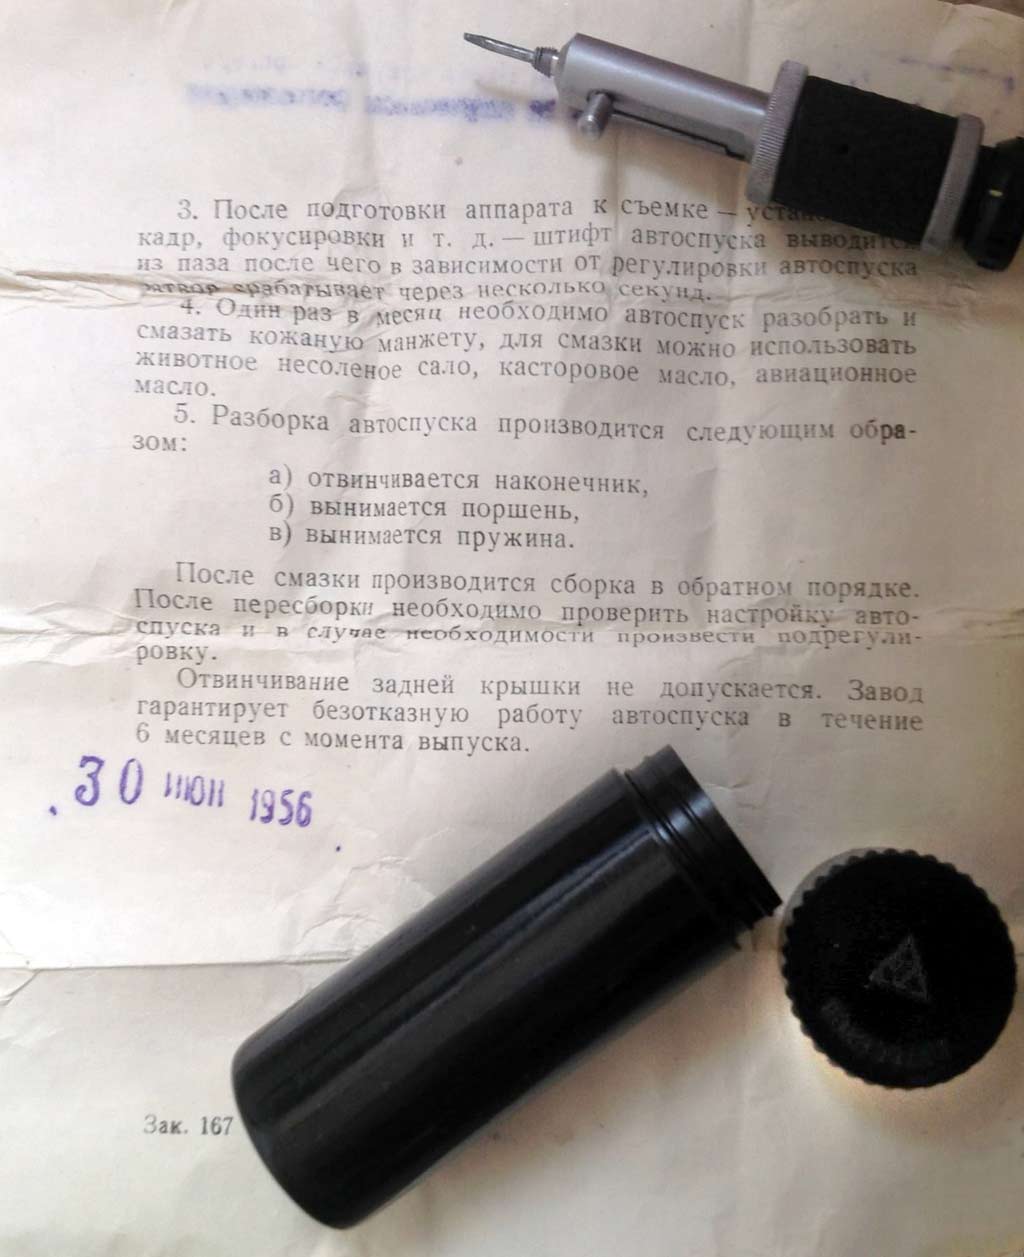 3. После подготовки аппарата к съемке —
кадр, фокусировки и т. д. — штифт автоспуска выводится
из паза после чего в зависимости от регулировки автоспуска
затвор срабатывает через несколько секунд.
4. Один раз в месяц необходимо автоспуск разобрать и
смазать кожаную манжету, для смазки можно использовать
животное несоленое сало, касторовое масло, авиационное
масло.
5. Разборка автоспуска производится следующим обра-
зом:
а) отвинчивается наконечник,
б) вынимается поршень,
в) вынимается пружина.
После смазки производится сборка в обратном порядке.
После пересборки необходимо проверить настройку авто-
спуска и в случае необходимости произвести подрегули-
ровку.
Отвинчивание задней крышки не допускается. Завод
гарантирует безотказную работу автоспуска в течение
6 месяцев с момента выпуска.
30 июн 1956
Зак. 167